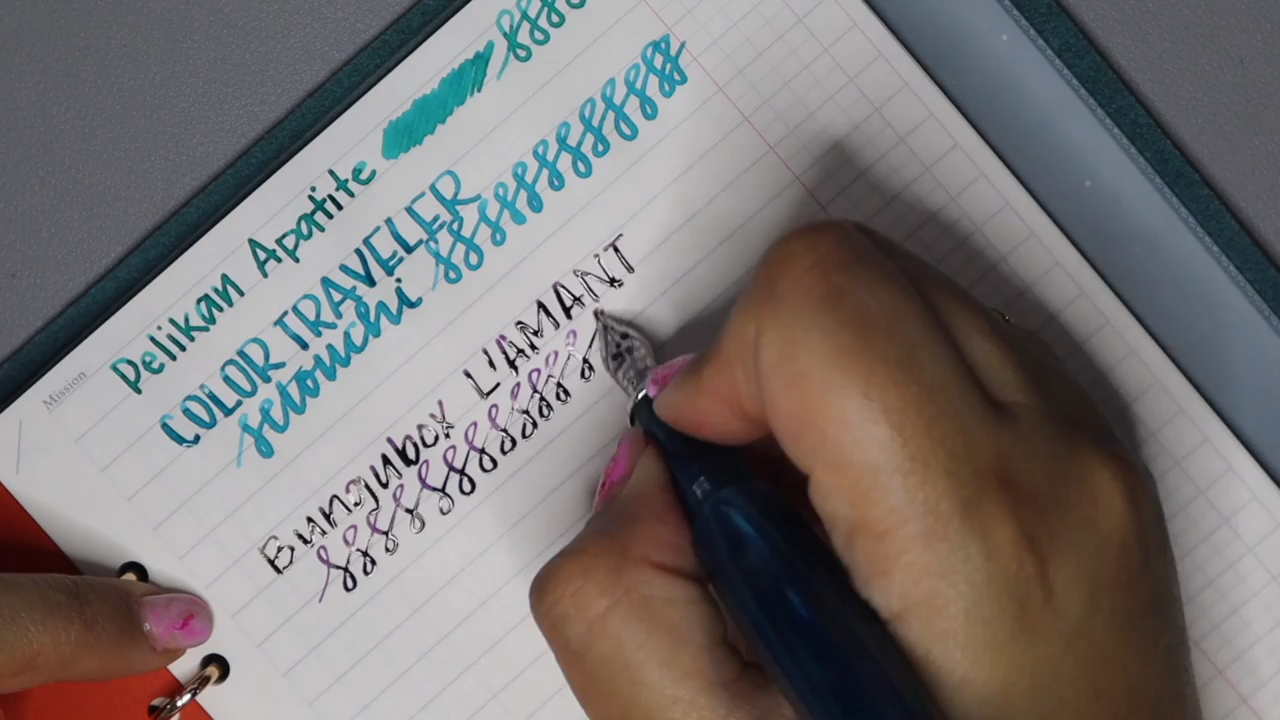 Mission
Pelikan Apatite
COLOR TRAVELER
setouchi
Bungubox L'AMANT